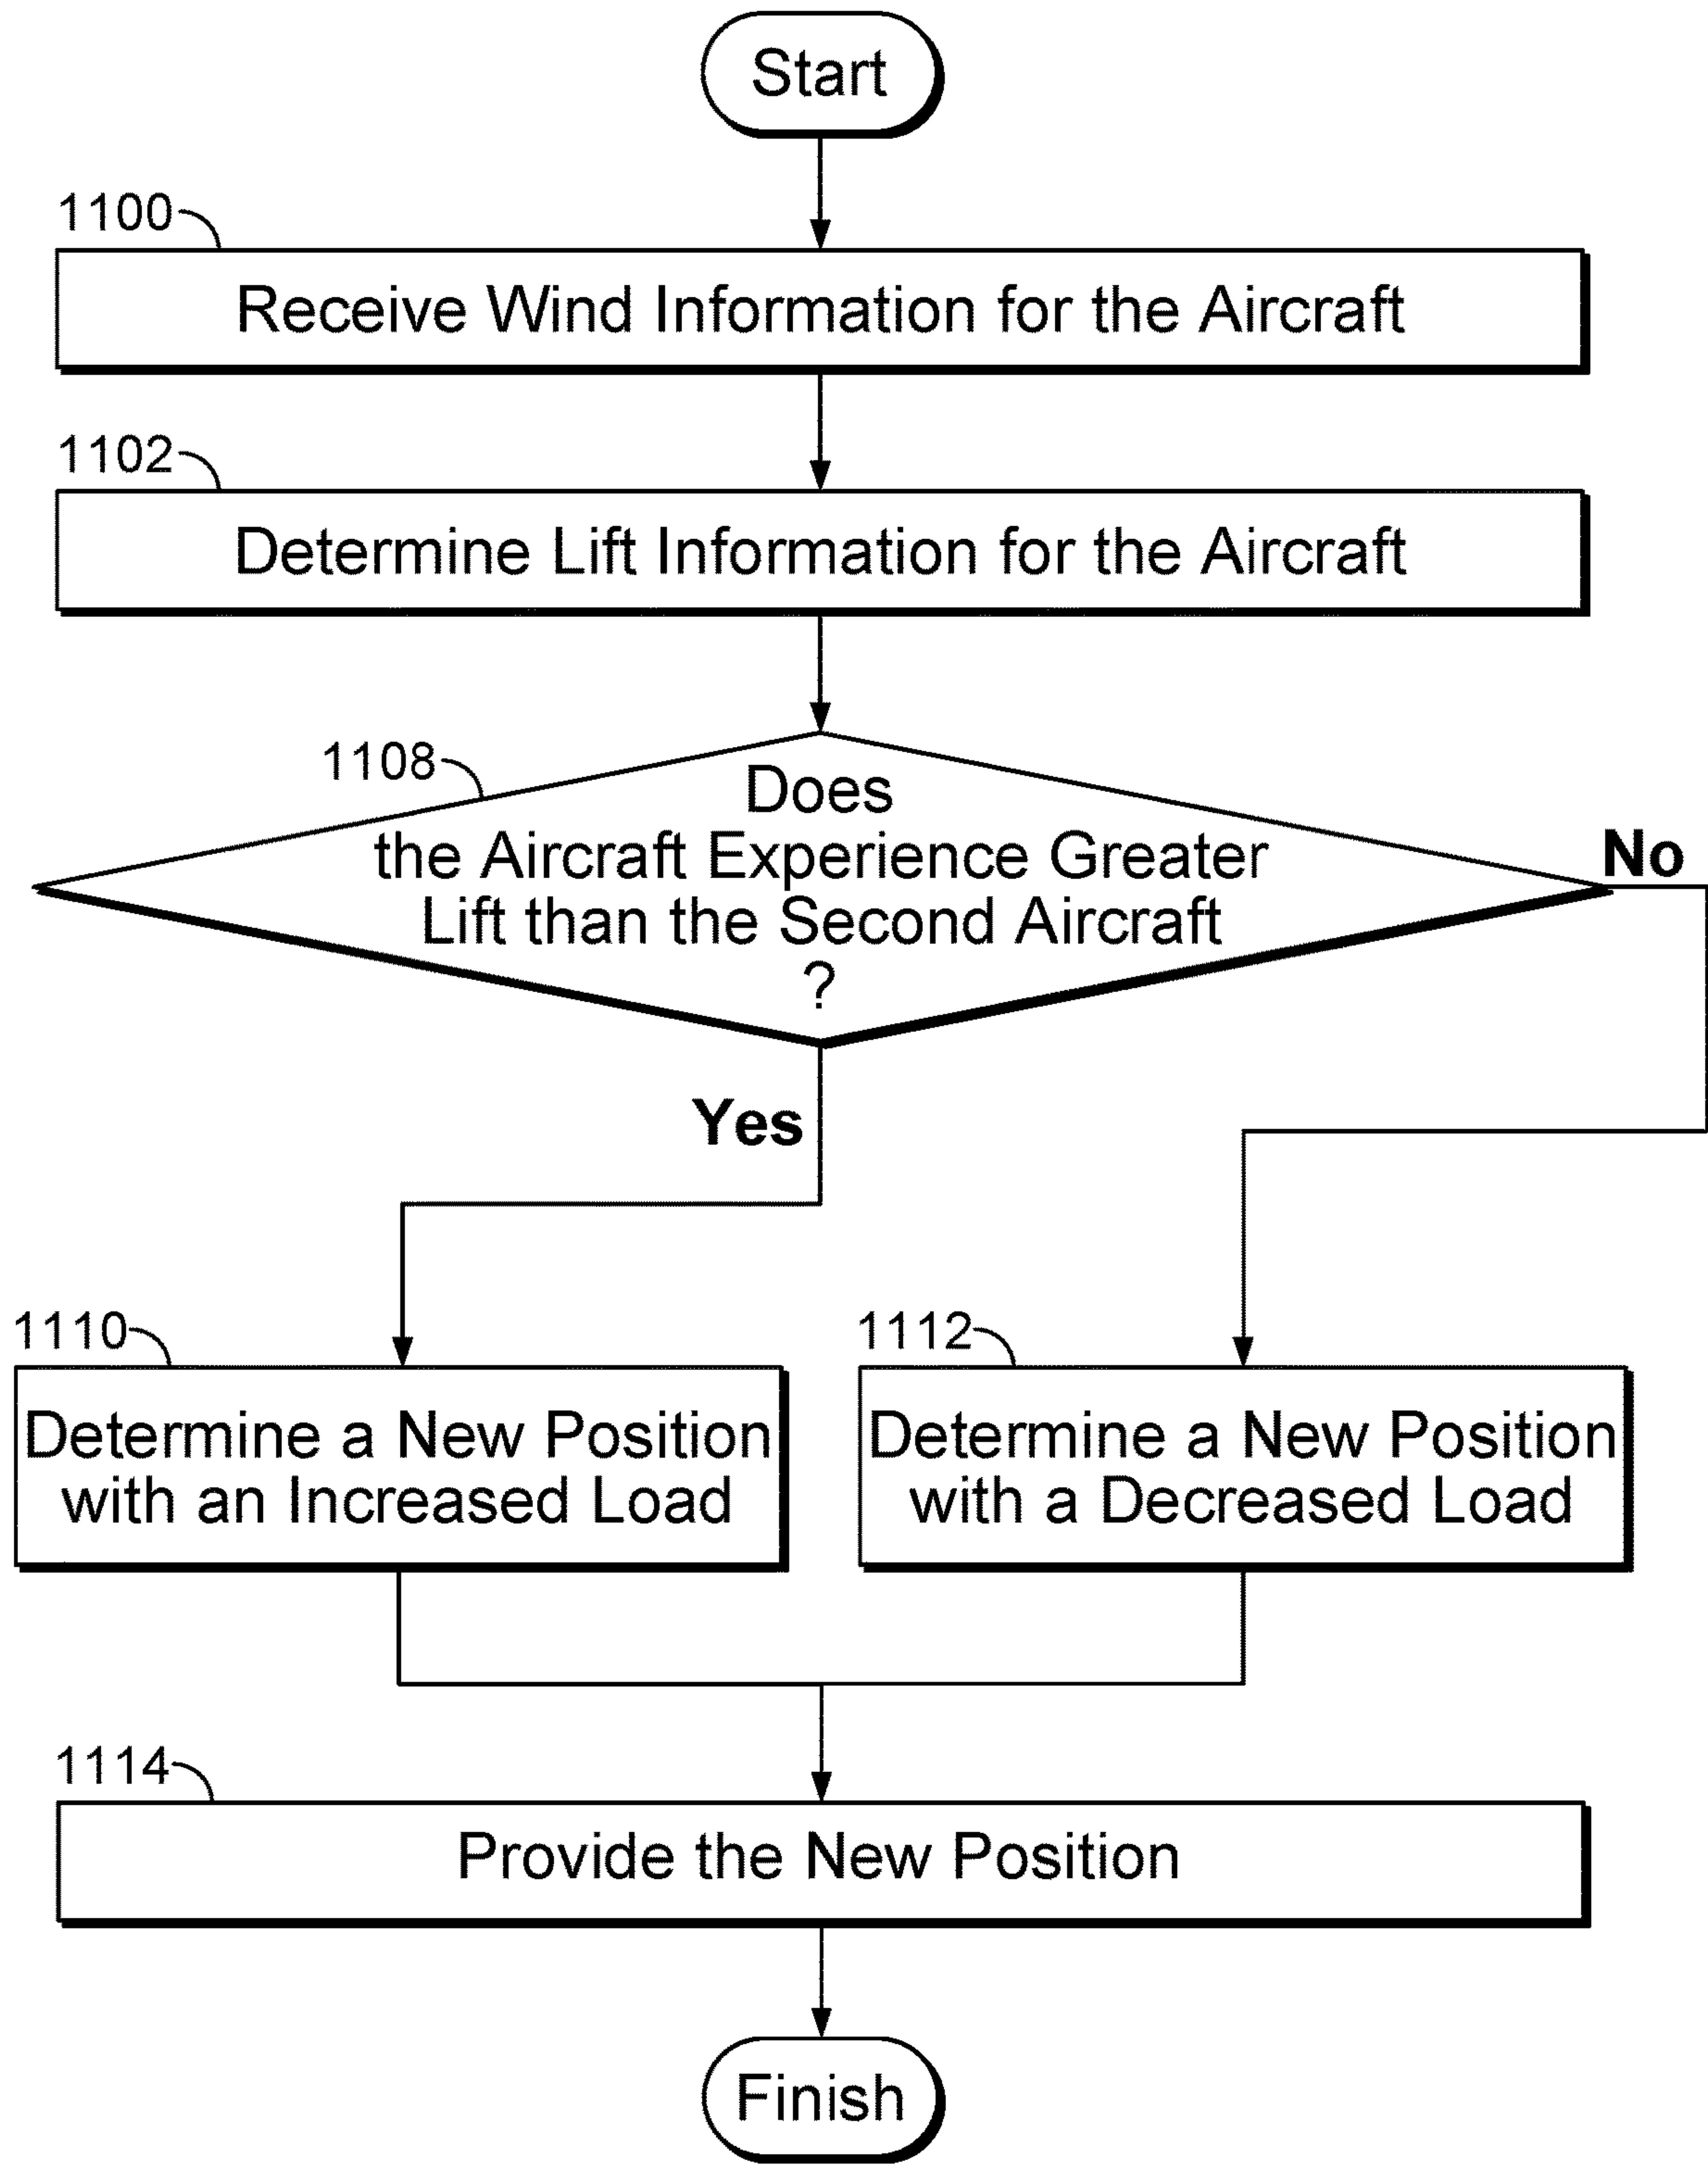 Start
1100
Receive Wind Information for the Aircraft
1102
Determine Lift Information for the Aircraft
1108
Does
the Aircraft Experience Greater
Lift than the Second Aircraft
?
No
Yes
1110
Determine a New Position
with an Increased Load
1112
Determine a New Position
with a Decreased Load
1114
Provide the New Position
Finish